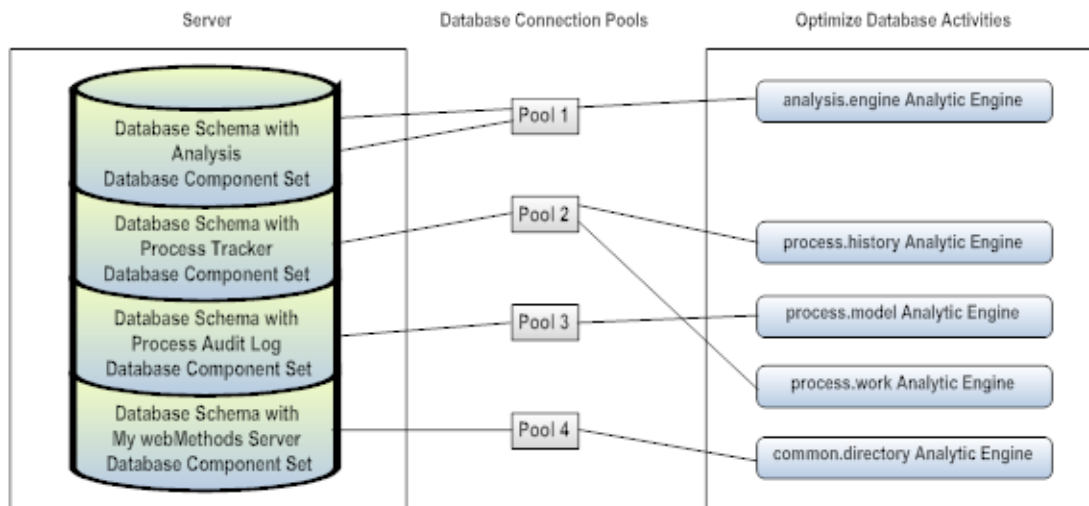 Server
Database Connection Pools
Optimize Database Activities
Database Schema with
Analysis
Database Component Set
Database Schema with
Process Tracker
Database Component Set
Database Schema with
Process Audit Log
Database Component Set
Database Schema with
My webMethods Server
Database Component Set
Pool 1
Pool 2
Pool 3
Pool 4
analysis.engine Analytic Engine
process.history Analytic Engine
process.model Analytic Engine
process.work Analytic Engine
common.directory Analytic Engine